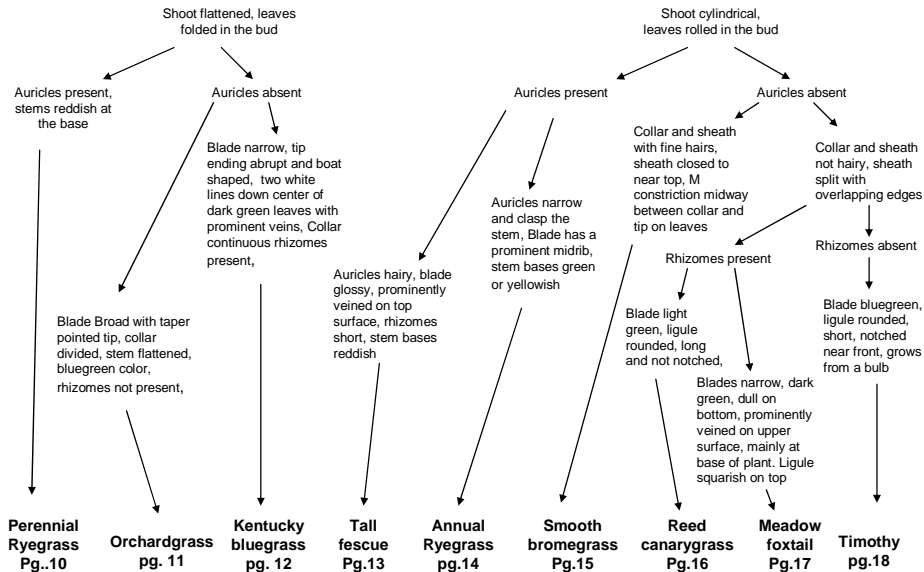 Shoot flattened, leaves
folded in the bud
Shoot cylindrical,
leaves rolled in the bud
Auricles present,
stems reddish at
the base
Auricles absent
Auricles present
Auricles absent
Blade narrow, tip
ending abrupt and boat
shaped, two white
lines down center of
dark green leaves with
prominent veins, Collar
continuous rhizomes
present,
Collar and sheath
with fine hairs,
sheath closed to
near top, M
constriction midway
between collar and
tip on leaves
Collar and sheath
not hairy, sheath
split with
overlapping edges
Auricles narrow
and clasp the
stem, Blade has a
prominent midrib,
stem bases green
or yellowish
Rhizomes absent
Rhizomes present
Auricles hairy, blade
glossy, prominently
veined on top
surface, rhizomes
short, stem bases
reddish
Blade Broad with taper
pointed tip, collar
divided, stem flattened,
bluegreen color,
rhizomes not present,
Blade light
green, ligule
rounded, long
and not notched,
Blade bluegreen,
ligule rounded,
short, notched
near front, grows
from a bulb
Blades narrow, dark
green, dull on
bottom, prominently
veined on upper
surface, mainly at
base of plant. Ligule
squarish on top
Perennial
Ryegrass
Pg..10
Orchardgrass
pg. 11
Kentucky
bluegrass
pg. 12
Tall
fescue
Pg.13
Annual
Ryegrass
pg.14
Smooth
bromegrass
Pg.15
Reed
canarygrass
Pg.16
Meadow
foxtail
Pg.17
Timothy
pg.18